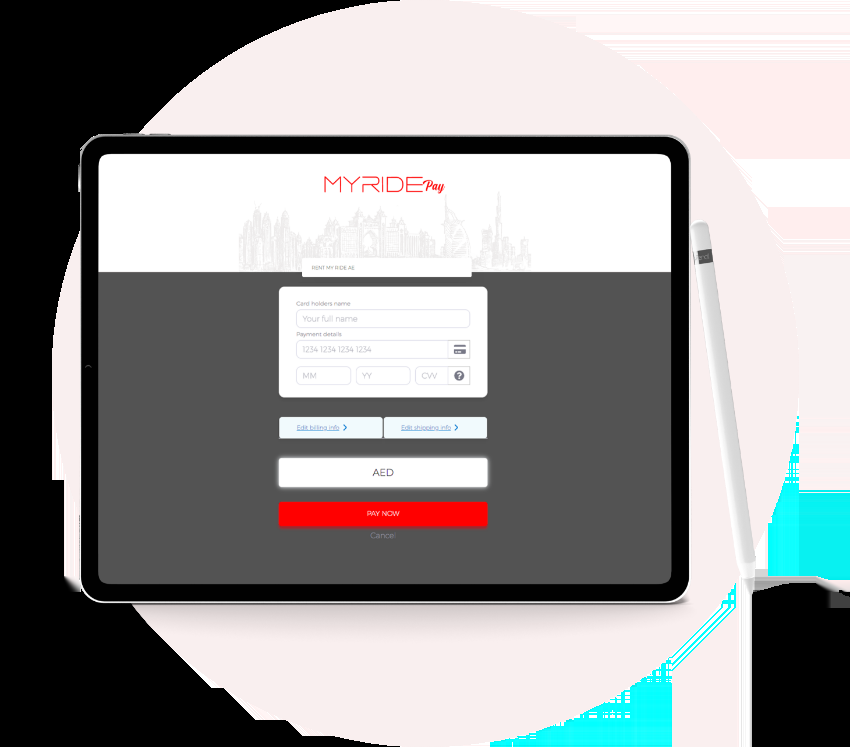 MYRIDE Pay
RENT MY RIDE AE
Card holders name
Your full name
Payment details
1234 1234 1234 1234
MM YY CVV ?
Edit billing info Edit shipping info
AED
PAY NOW
Cancel